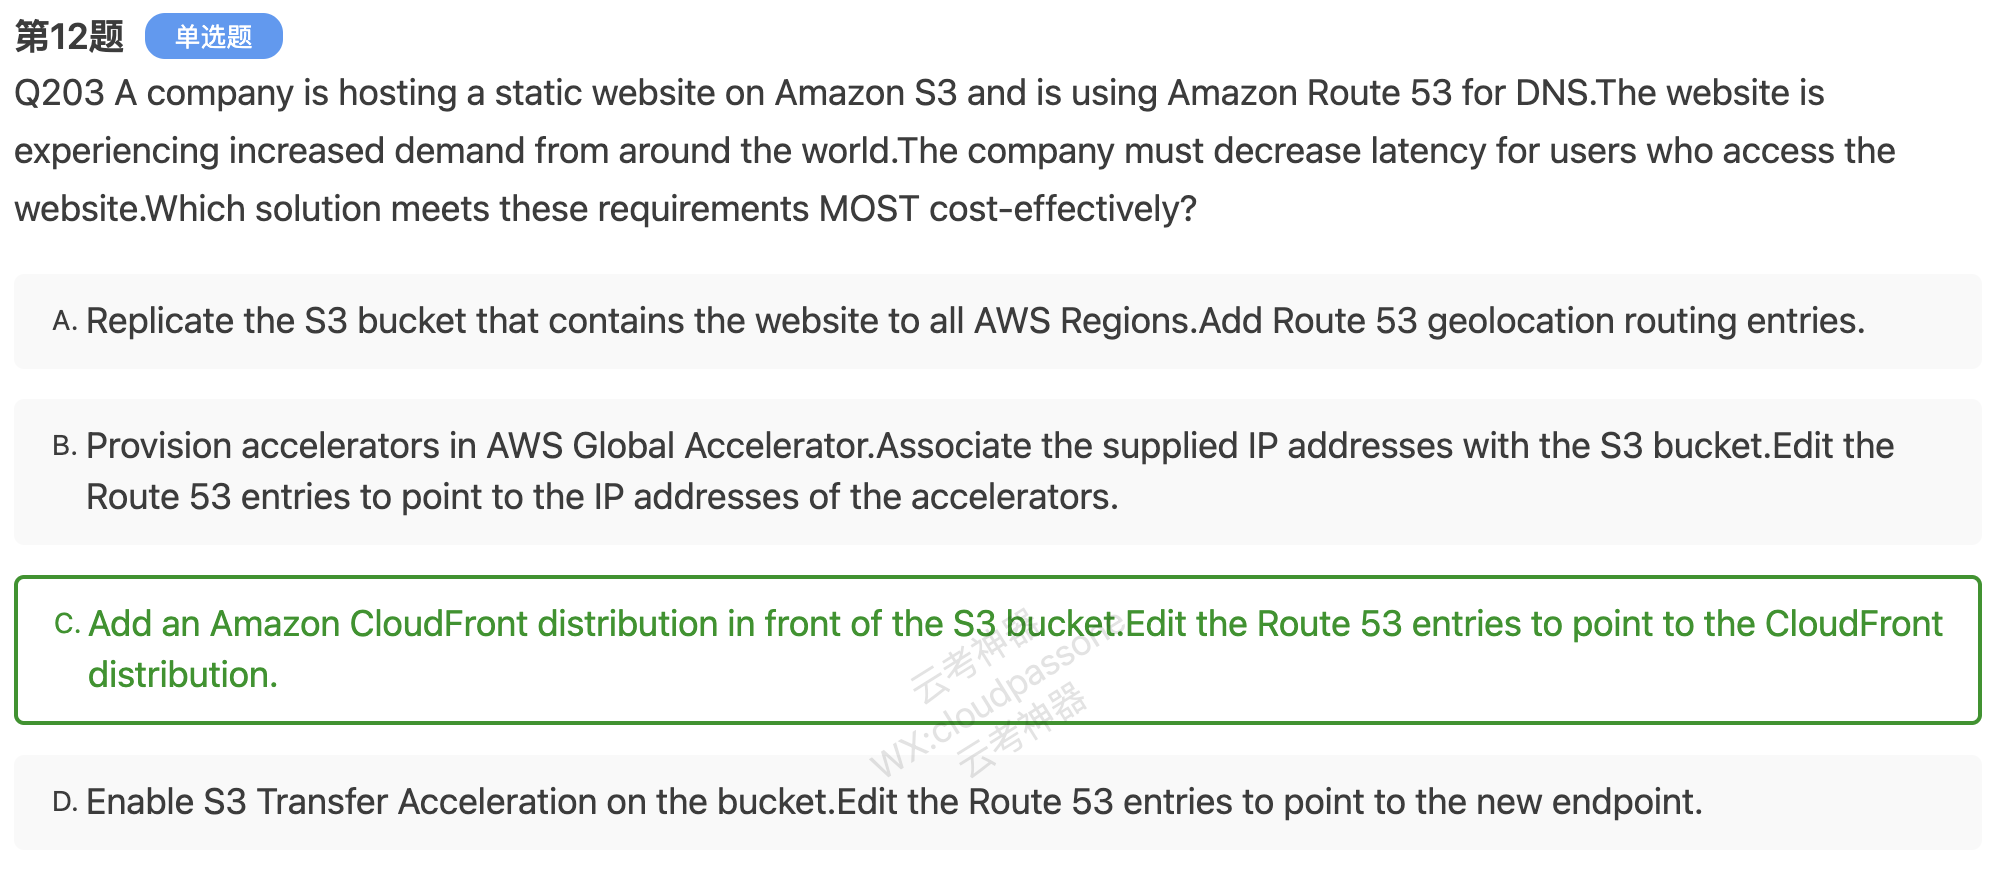 第12题 单选题
Q203 A company is hosting a static website on Amazon S3 and is using Amazon Route 53 for DNS.The website is
experiencing increased demand from around the world.The company must decrease latency for users who access the
website.Which solution meets these requirements MOST cost-effectively?
A. Replicate the S3 bucket that contains the website to all AWS Regions.Add Route 53 geolocation routing entries.
B. Provision accelerators in AWS Global Accelerator.Associate the supplied IP addresses with the S3 bucket.Edit the
Route 53 entries to point to the IP addresses of the accelerators.
C. Add an Amazon CloudFront distribution in front of the S3 bucket.Edit the Route 53 entries to point to the CloudFront
distribution.
云考神器
WX:cloudpassone
云考神器
D. Enable S3 Transfer Acceleration on the bucket.Edit the Route 53 entries to point to the new endpoint.